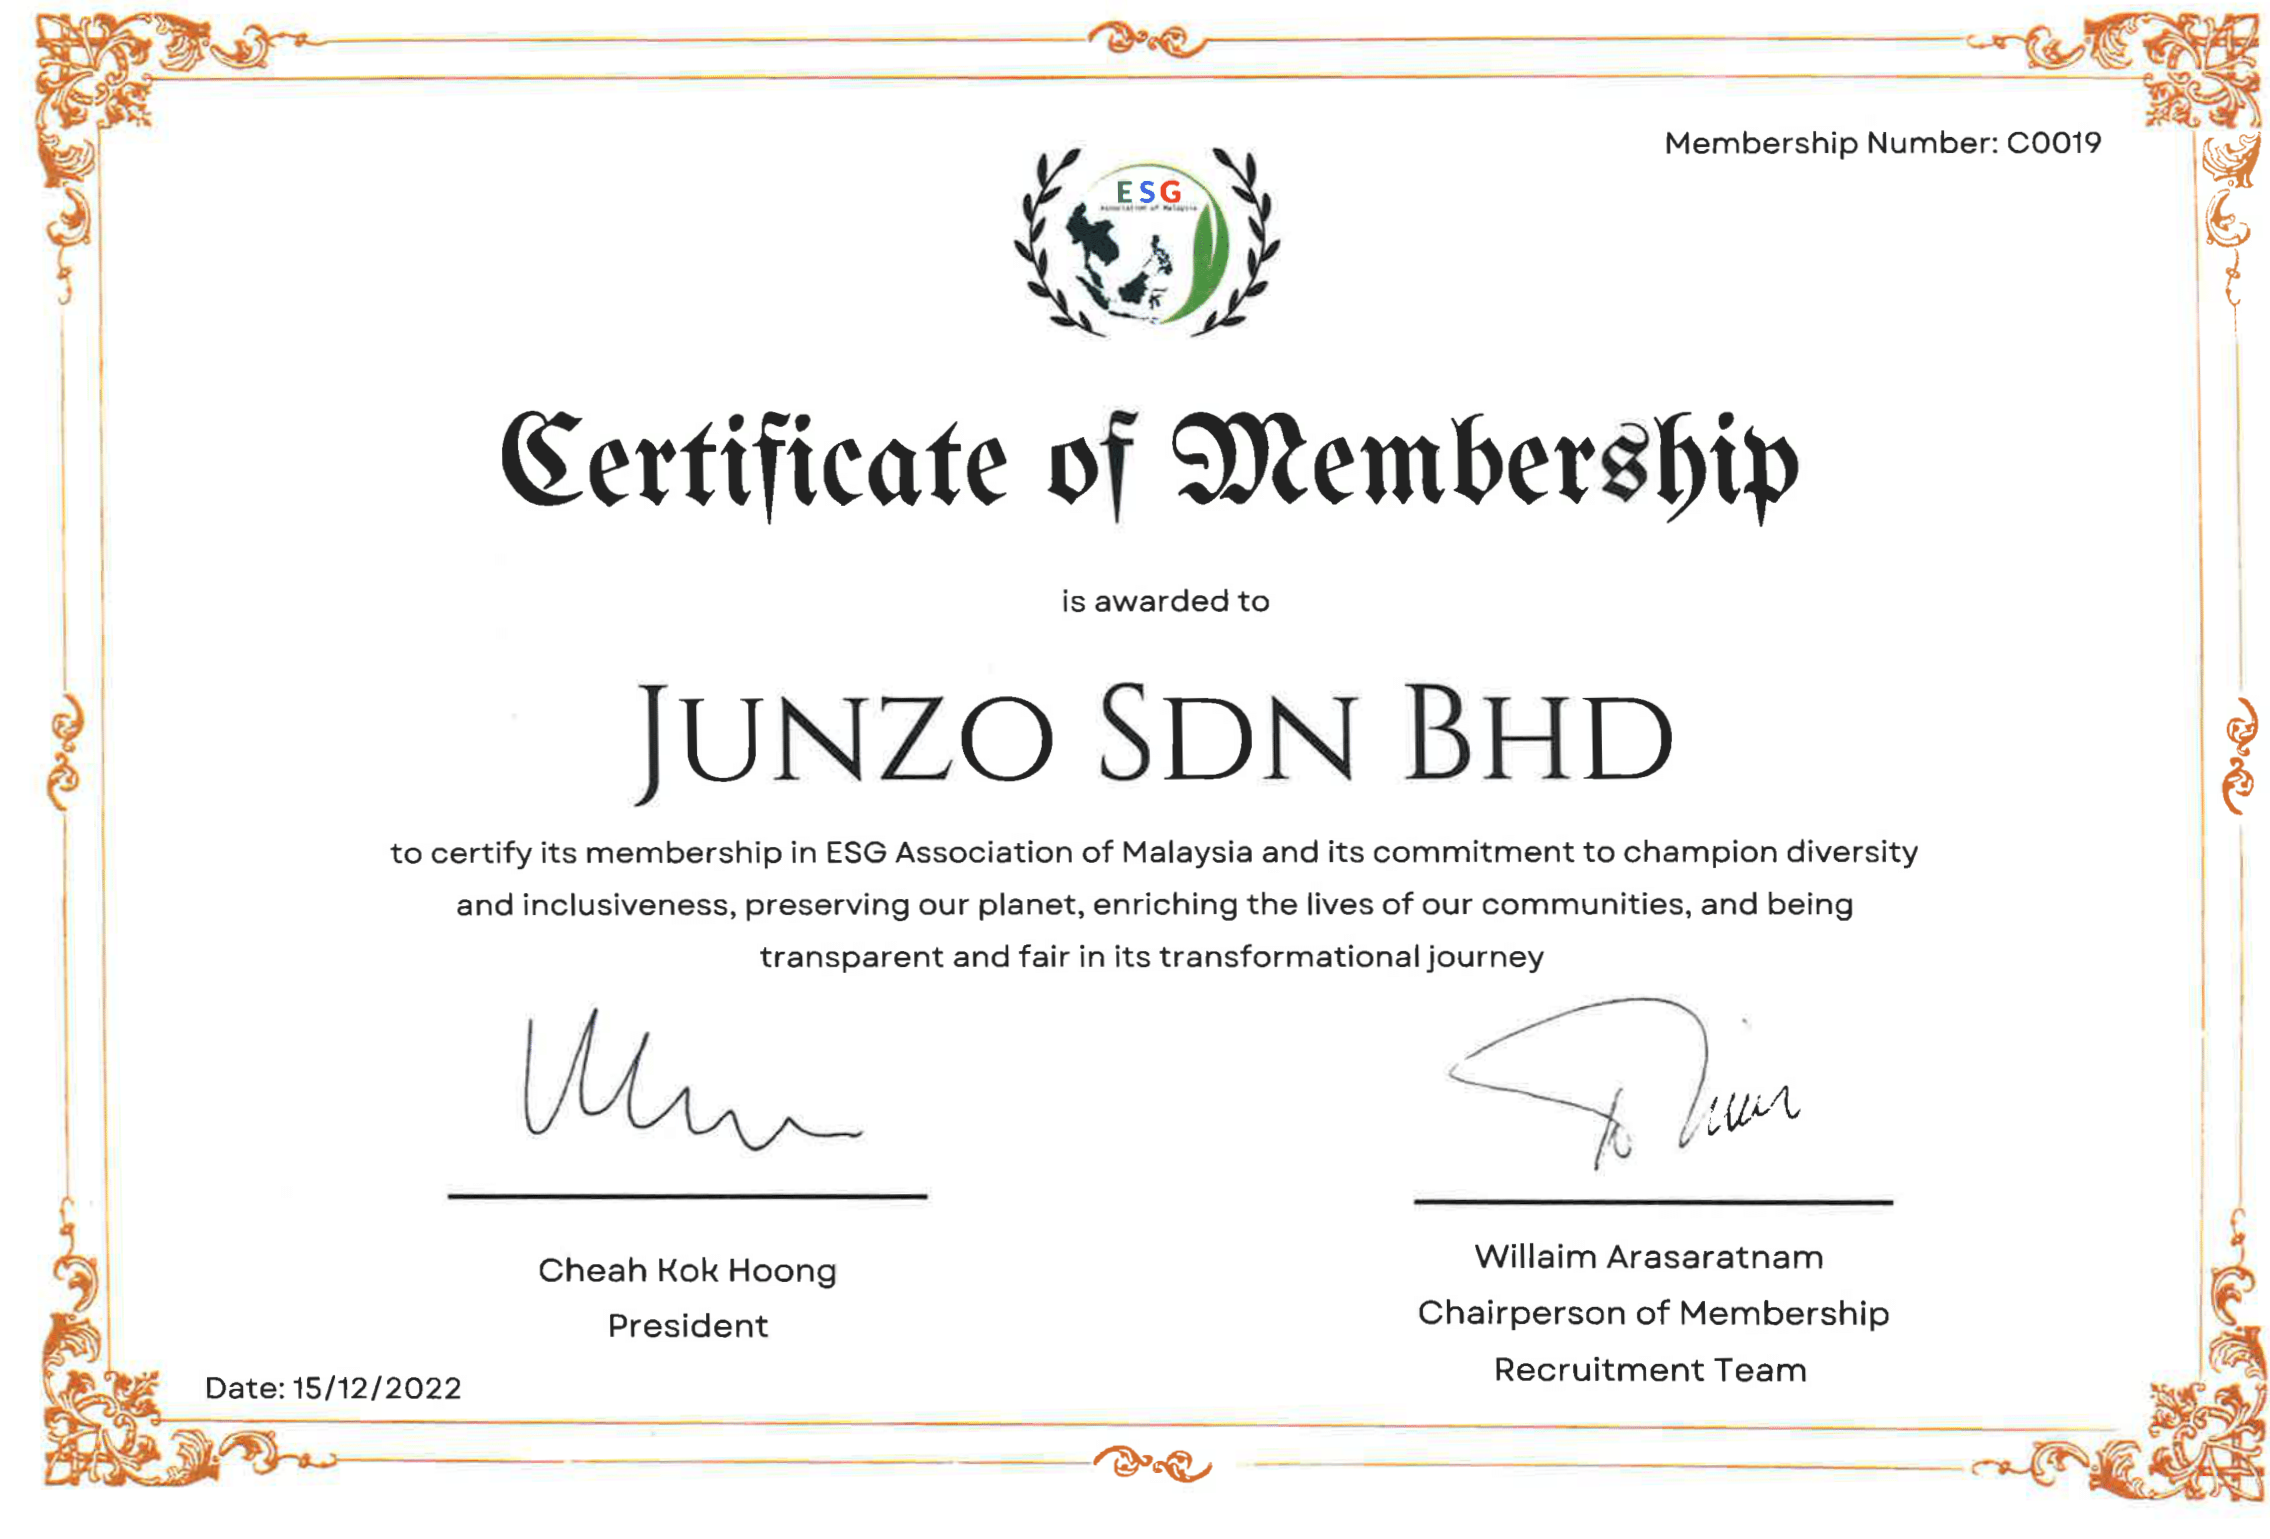 Membership Number: C0019
ESG
Association of Malaysia
Certificate of Membership
is awarded to
JUNZO SDN BHD
to certify its membership in ESG Association of Malaysia and its commitment to champion diversity
and inclusiveness, preserving our planet, enriching the lives of our communities, and being
transparent and fair in its transformational journey
Cheah Kok Hoong
President
Willaim Arasaratnam
Chairperson of Membership
Recruitment Team
Date: 15/12/2022